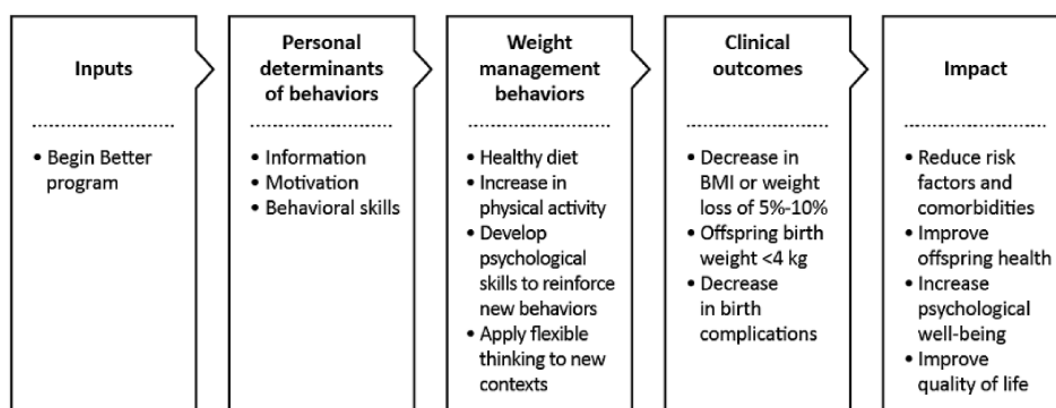 Inputs
• Begin Better
program
Personal
determinants
of behaviors
• Information
• Motivation
• Behavioral skills
Weight
management
behaviors
• Healthy diet
• Increase in
physical activity
• Develop
psychological
skills to reinforce
new behaviors
• Apply flexible
thinking to new
contexts
Clinical
outcomes
• Decrease in
BMI or weight
loss of 5%-10%
• Offspring birth
weight <4 kg
• Decrease
in birth
complications
Impact
• Reduce risk
factors and
comorbidities
• Improve
offspring health
• Increase
psychological
well-being
• Improve
quality of life